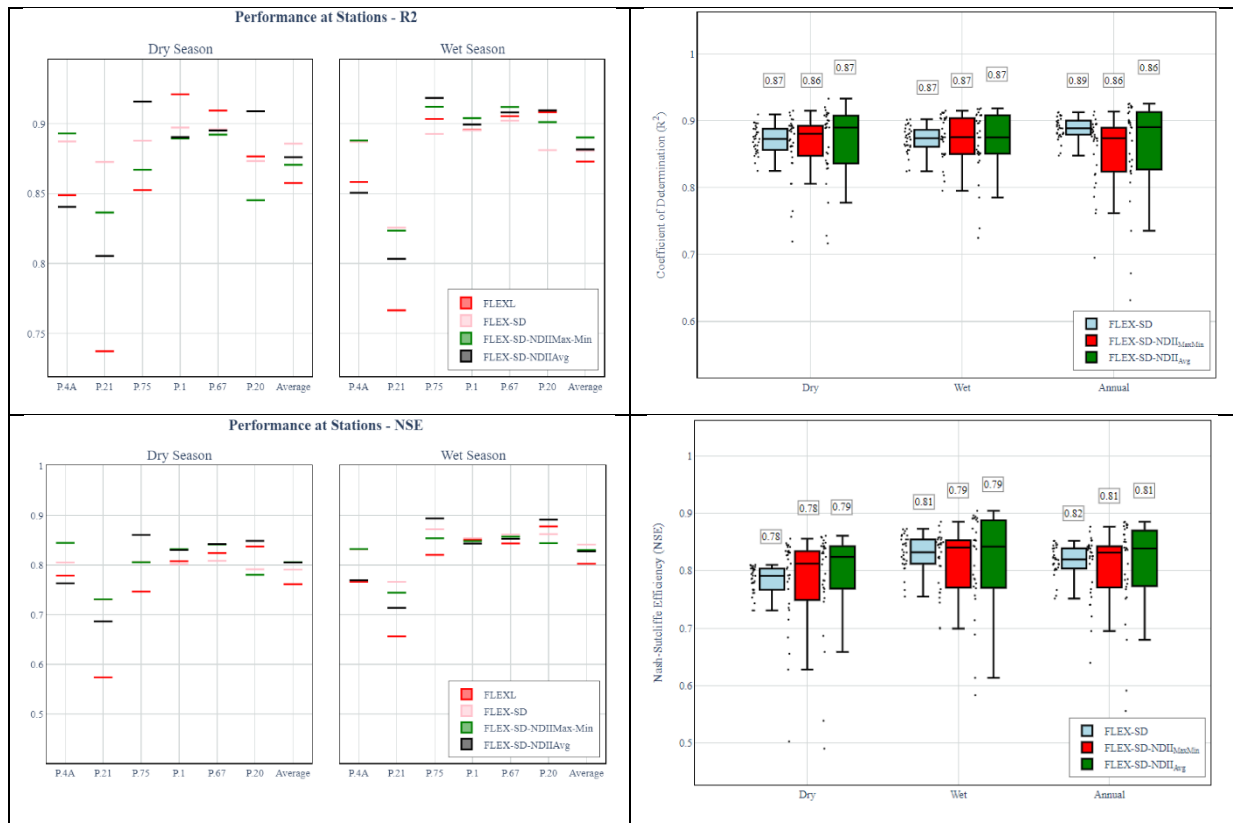 Performance at Stations - R2
Dry Season
Wet Season
0.9
0.85
0.8
0.75
P.4A P.21 P.75 P.1 P.67 P.20 Average
P.4A P.21 P.75 P.1 P.67 P.20 Average
FLEXL
FLEX-SD
FLEX-SD-NDIIMax-Min
FLEX-SD-NDIIAvg
Coefficient of Determination (R²)
1
0.9
0.8
0.7
0.6
0.87 0.86 0.87
0.87 0.87 0.87
0.89 0.86 0.86
Dry Wet Annual
FLEX-SD
FLEX-SD-NDIIMaxMin
FLEX-SD-NDIIAvg
Performance at Stations - NSE
Dry Season
Wet Season
1
0.9
0.8
0.7
0.6
0.5
P.4A P.21 P.75 P.1 P.67 P.20 Average
P.4A P.21 P.75 P.1 P.67 P.20 Average
FLEXL
FLEX-SD
FLEX-SD-NDIIMax-Min
FLEX-SD-NDIIAvg
Nash-Sutcliffe Efficiency (NSE)
1
0.9
0.8
0.7
0.6
0.5
0.78 0.78 0.79
0.81 0.79 0.79
0.82 0.81 0.81
Dry Wet Annual
FLEX-SD
FLEX-SD-NDIIMaxMin
FLEX-SD-NDIIAvg